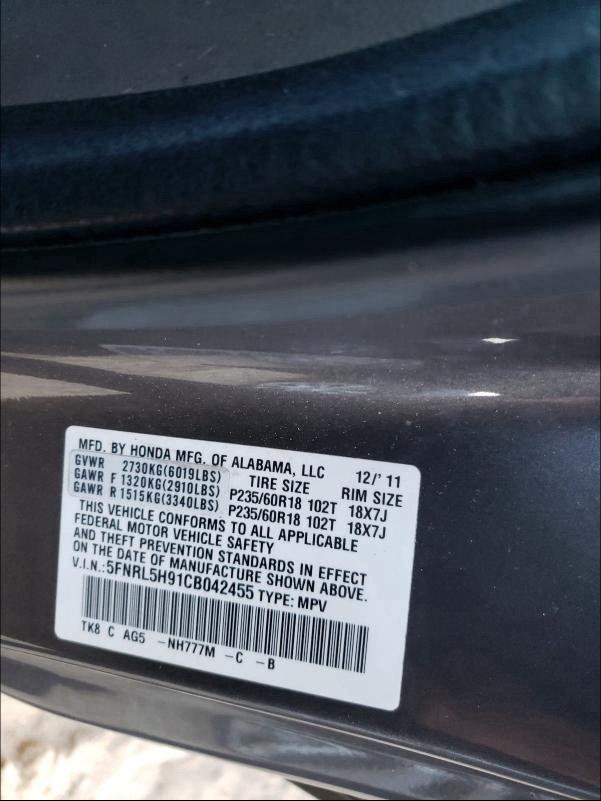 MFD. BY HONDA MFG. OF ALABAMA, LLC 12/'11
GVWR 2730KG(6019LBS) TIRE SIZE RIM SIZE
GAWR F 1320KG(2910LBS) P235/60R18 102T 18X7J
GAWR R 1515KG(3340LBS) P235/60R18 102T 18X7J
THIS VEHICLE CONFORMS TO ALL APPLICABLE
FEDERAL MOTOR VEHICLE SAFETY
AND THEFT PREVENTION STANDARDS IN EFFECT
ON THE DATE OF MANUFACTURE SHOWN ABOVE.
V.I.N.:5FNRL5H91CB042455 TYPE: MPV
TK8 C AG5 -NH777M -C -B